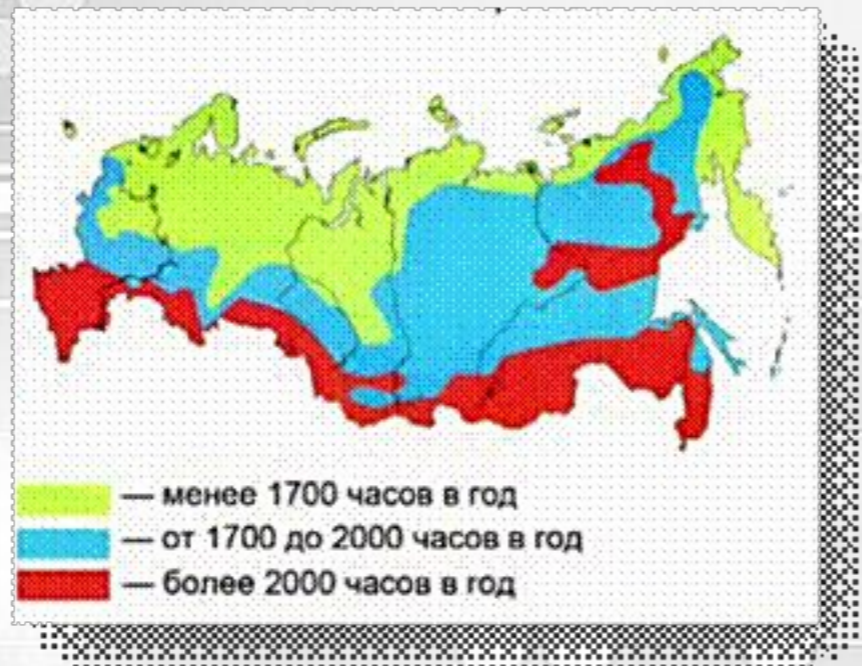 — менее 1700 часов в год
— от 1700 до 2000 часов в год
— более 2000 часов в год